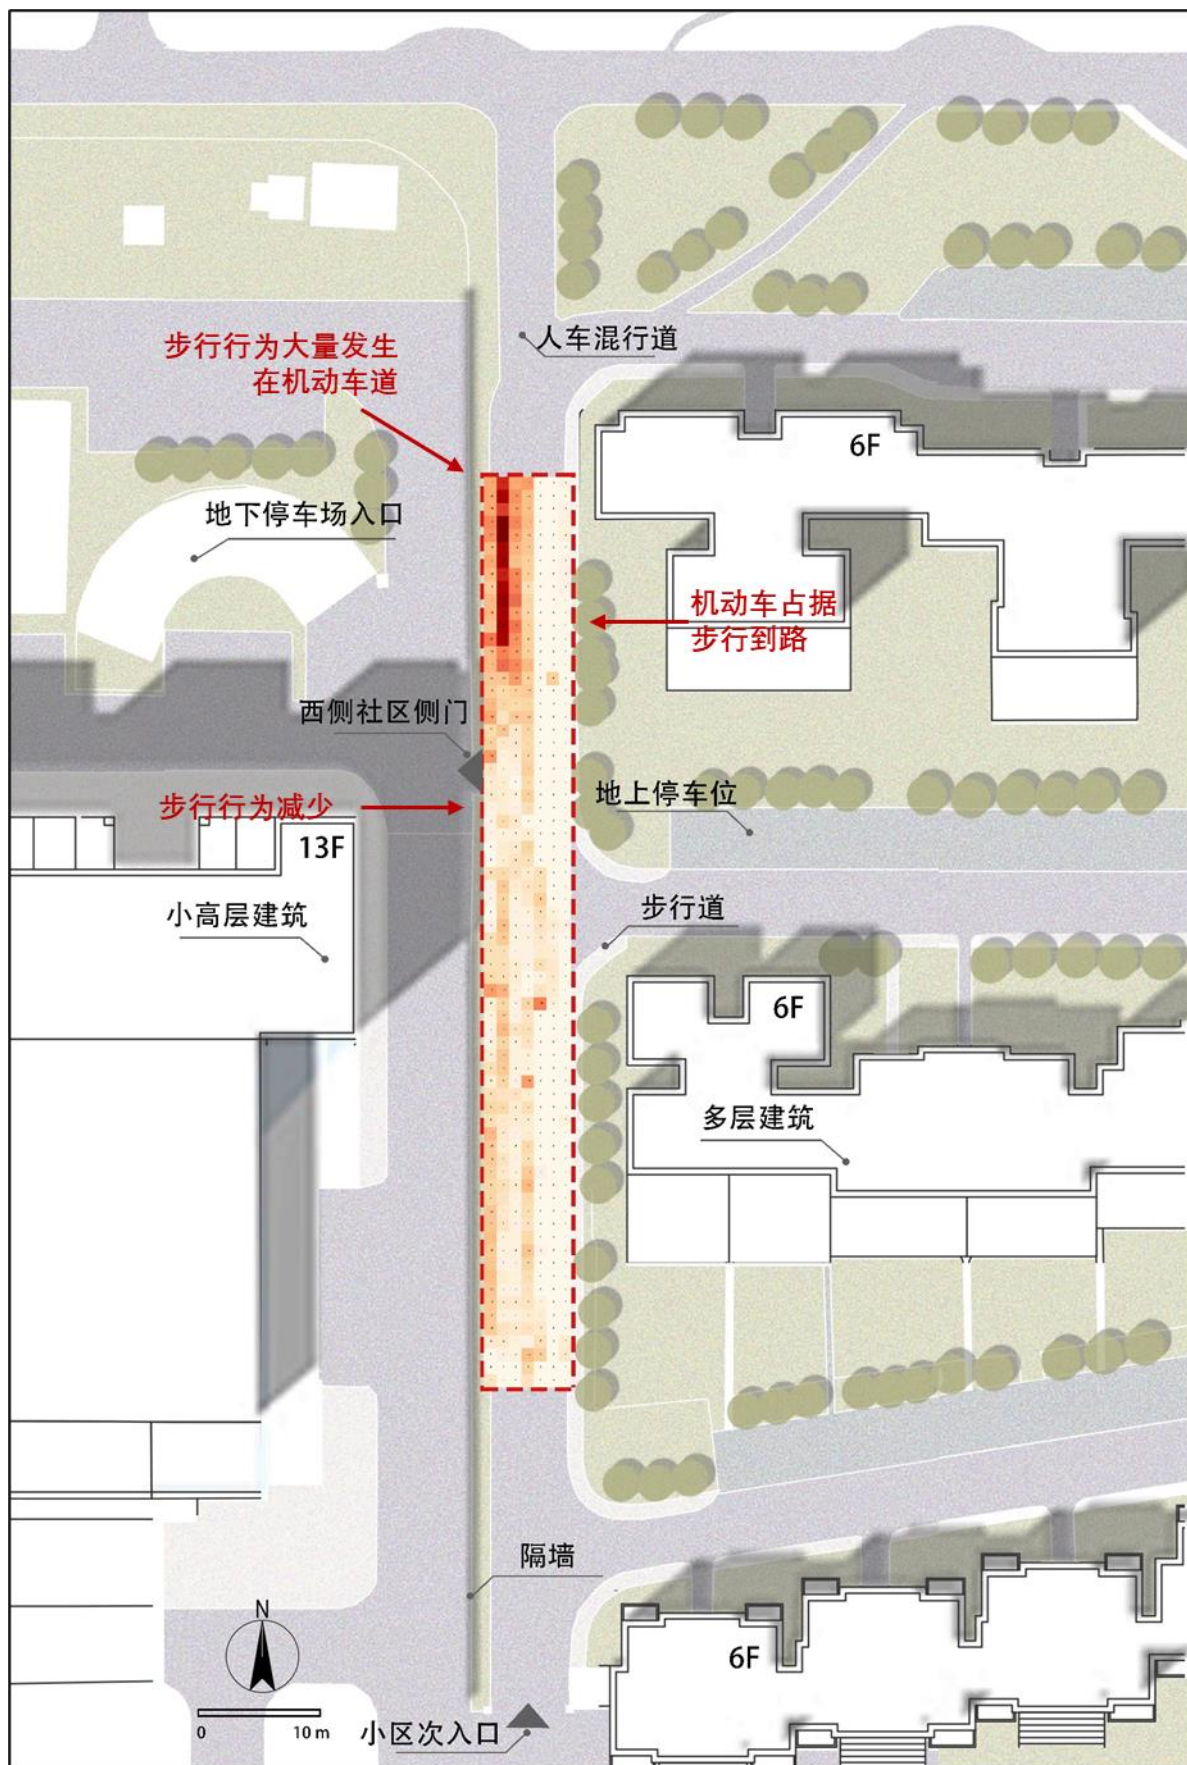 人车混行道
步行行为大量发生
在机动车道
6F
地下停车场入口
机动车占据
步行到路
西侧社区侧门
地上停车位
步行行为减少
13F
小高层建筑
步行道
6F
多层建筑
隔墙
N
6F
0 10 m
小区次入口